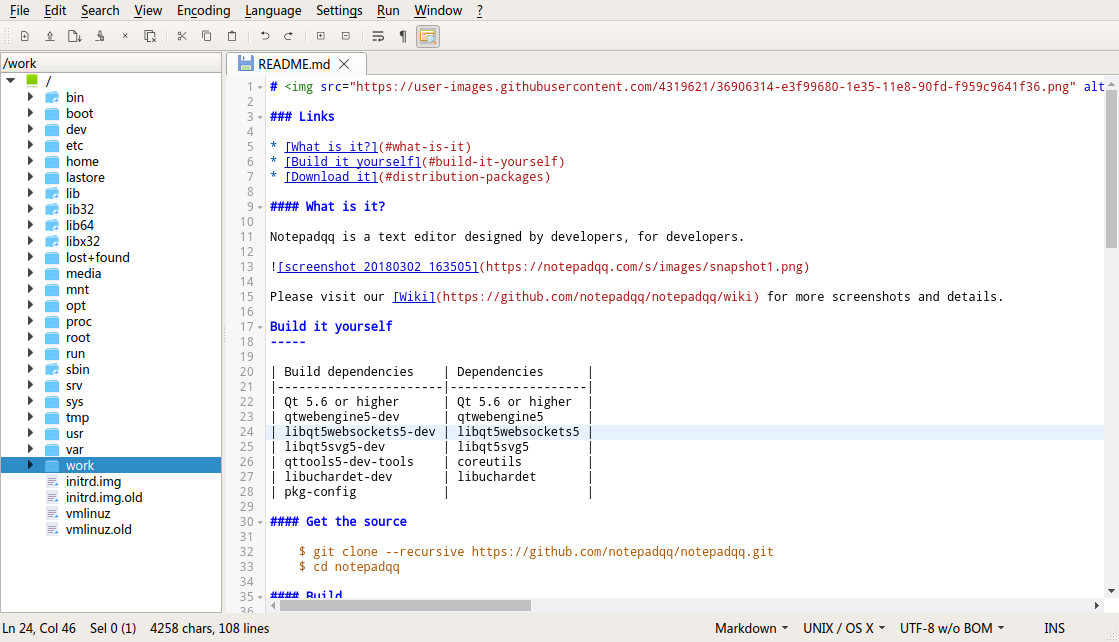 File Edit Search View Encoding Language Settings Run Window ?
/work
README.md
/
bin
boot
dev
etc
home
lastore
lib
lib32
lib64
libx32
lost+found
media
mnt
opt
proc
root
run
sbin
srv
sys
tmp
usr
var
work
initrd.img
initrd.img.old
vmlinuz
vmlinuz.old
1 # <img src="https://user-images.githubusercontent.com/4319621/36906314-e3f99680-1e35-11e8-90fd-f959c9641f36.png" alt
2
3 ### Links
4
5 * [What is it?](#what-is-it)
6 * [Build it yourself](#build-it-yourself)
7 * [Download it](#distribution-packages)
8
9 #### What is it?
10
11 Notepadqq is a text editor designed by developers, for developers.
12
13 ![screenshot_20180302_163505](https://notepadqq.com/s/images/snapshot1.png)
14
15 Please visit our [Wiki](https://github.com/notepadqq/notepadqq/wiki) for more screenshots and details.
16
17 Build it yourself
18 -----
19
20 | Build dependencies    | Dependencies      |
21 |-----------------------|-------------------|
22 | Qt 5.6 or higher      | Qt 5.6 or higher  |
23 | qtwebengine5-dev      | qtwebengine5      |
24 | libqt5websockets5-dev | libqt5websockets5 |
25 | libqt5svg5-dev        | libqt5svg5        |
26 | qttools5-dev-tools    | coreutils         |
27 | libuchardet-dev       | libuchardet       |
28 | pkg-config            |                   |
29
30 #### Get the source
31
32     $ git clone --recursive https://github.com/notepadqq/notepadqq.git
33     $ cd notepadqq
34
35 #### Build
36
Ln 24, Col 46 Sel 0 (1) 4258 chars, 108 lines Markdown UNIX / OS X UTF-8 w/o BOM INS